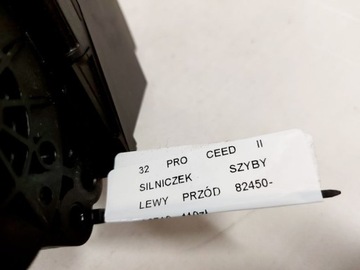 32 PRO CEED II
SILNICZEK SZYBY
LEWY PRZÓD 82450-